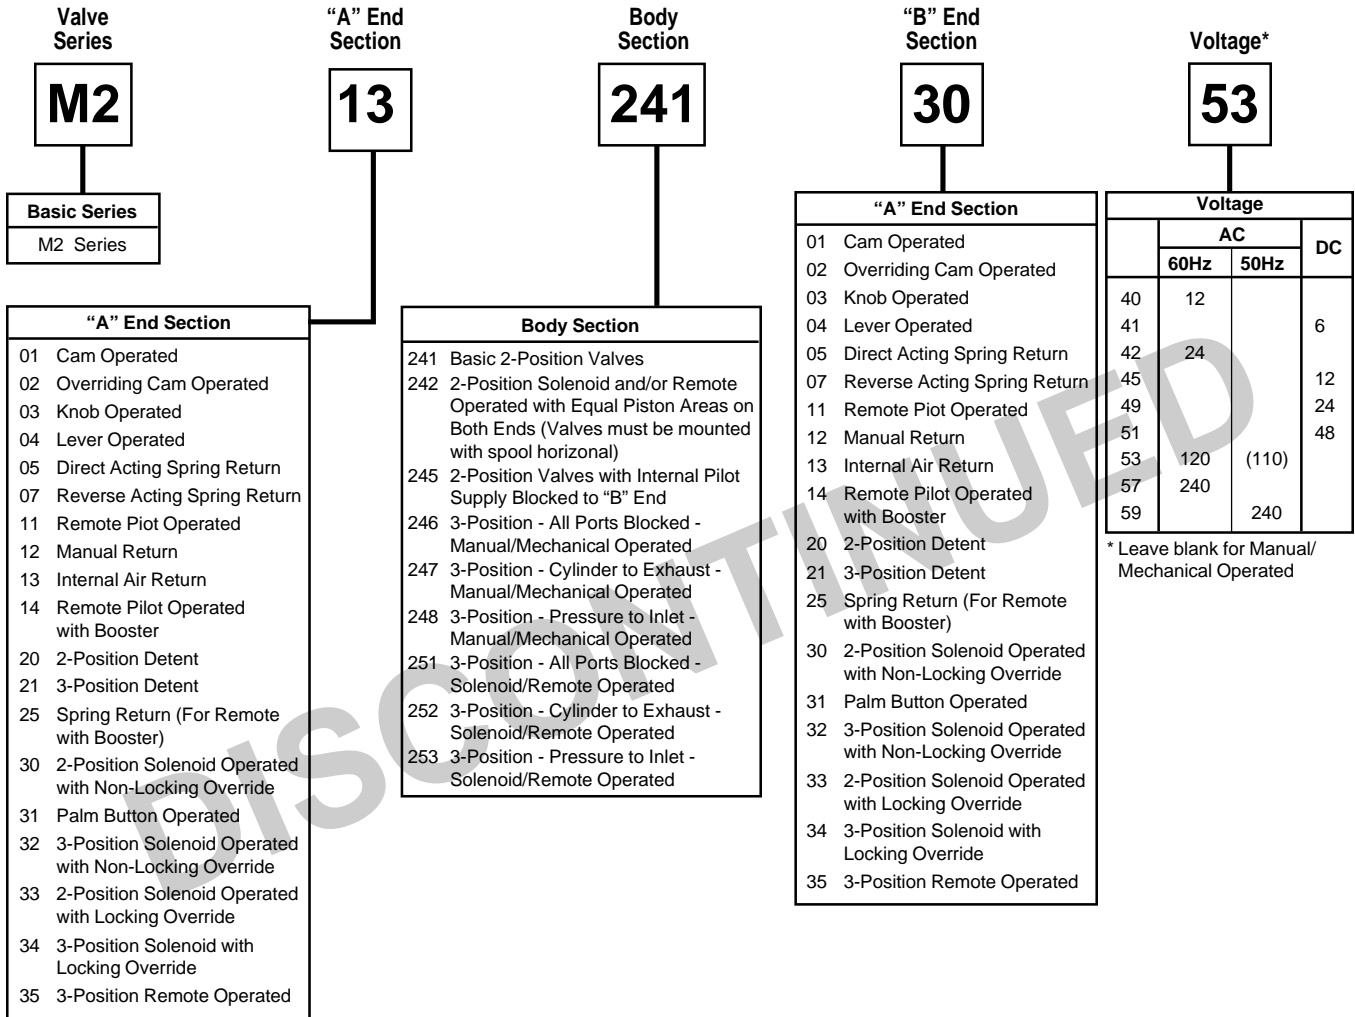 Valve
Series
"A" End
Section
Body
Section
"B" End
Section
Voltage*
M2
13
241
30
53
Basic Series
M2 Series
"A" End Section
01 Cam Operated
02 Overriding Cam Operated
03 Knob Operated
04 Lever Operated
05 Direct Acting Spring Return
07 Reverse Acting Spring Return
11 Remote Piot Operated
12 Manual Return
13 Internal Air Return
14 Remote Pilot Operated
with Booster
20 2-Position Detent
21 3-Position Detent
25 Spring Return (For Remote
with Booster)
30 2-Position Solenoid Operated
with Non-Locking Override
31 Palm Button Operated
32 3-Position Solenoid Operated
with Non-Locking Override
33 2-Position Solenoid Operated
with Locking Override
34 3-Position Solenoid with
Locking Override
35 3-Position Remote Operated
Body Section
241 Basic 2-Position Valves
242 2-Position Solenoid and/or Remote
Operated with Equal Piston Areas on
Both Ends (Valves must be mounted
with spool horizonal)
245 2-Position Valves with Internal Pilot
Supply Blocked to "B" End
246 3-Position - All Ports Blocked -
Manual/Mechanical Operated
247 3-Position - Cylinder to Exhaust -
Manual/Mechanical Operated
248 3-Position - Pressure to Inlet -
Manual/Mechanical Operated
251 3-Position - All Ports Blocked -
Solenoid/Remote Operated
252 3-Position - Cylinder to Exhaust -
Solenoid/Remote Operated
253 3-Position - Pressure to Inlet -
Solenoid/Remote Operated
"A" End Section
01 Cam Operated
02 Overriding Cam Operated
03 Knob Operated
04 Lever Operated
05 Direct Acting Spring Return
07 Reverse Acting Spring Return
11 Remote Piot Operated
12 Manual Return
13 Internal Air Return
14 Remote Pilot Operated
with Booster
20 2-Position Detent
21 3-Position Detent
25 Spring Return (For Remote
with Booster)
30 2-Position Solenoid Operated
with Non-Locking Override
31 Palm Button Operated
32 3-Position Solenoid Operated
with Non-Locking Override
33 2-Position Solenoid Operated
with Locking Override
34 3-Position Solenoid with
Locking Override
35 3-Position Remote Operated
Voltage
AC DC
60Hz 50Hz
40 12
41 6
42 24
45 12
49 24
51 48
53 120 (110)
57 240
59 240
* Leave blank for Manual/
Mechanical Operated
DISCONTINUED